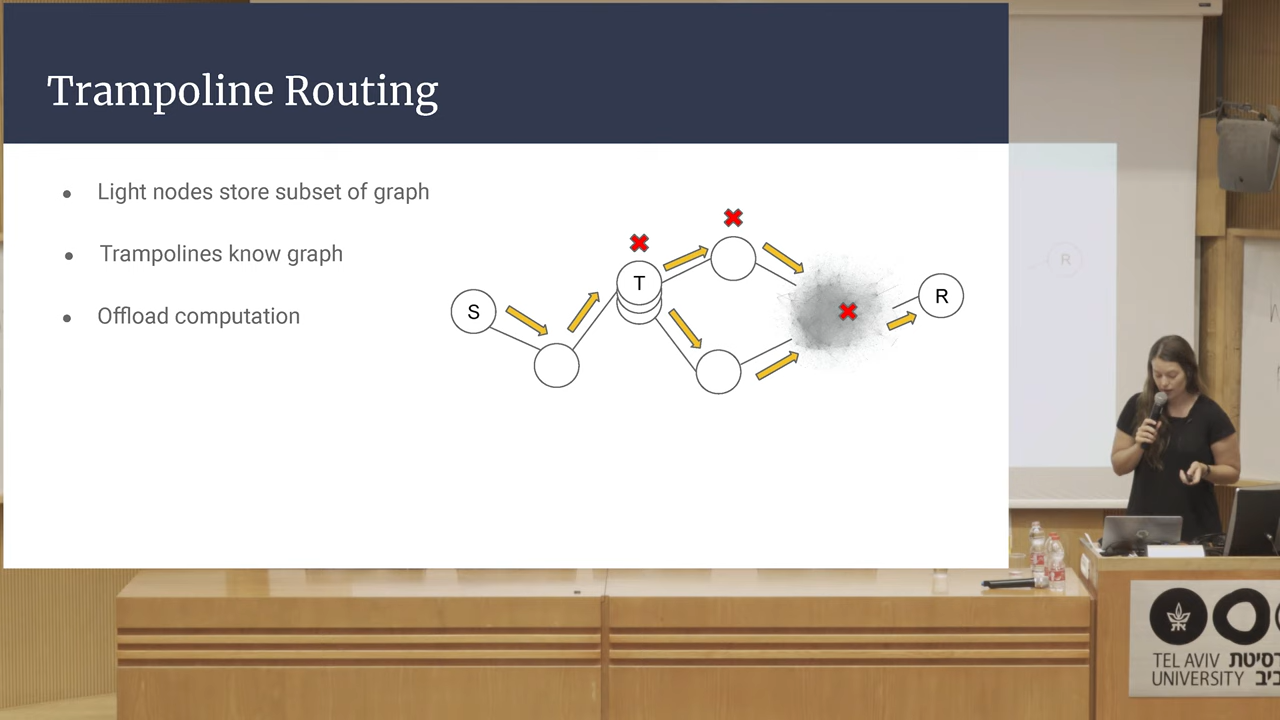 Trampoline Routing
Light nodes store subset of graph
Trampolines know graph
Offload computation
S
T
R
R
TEL AVIV
UNIVERSITY